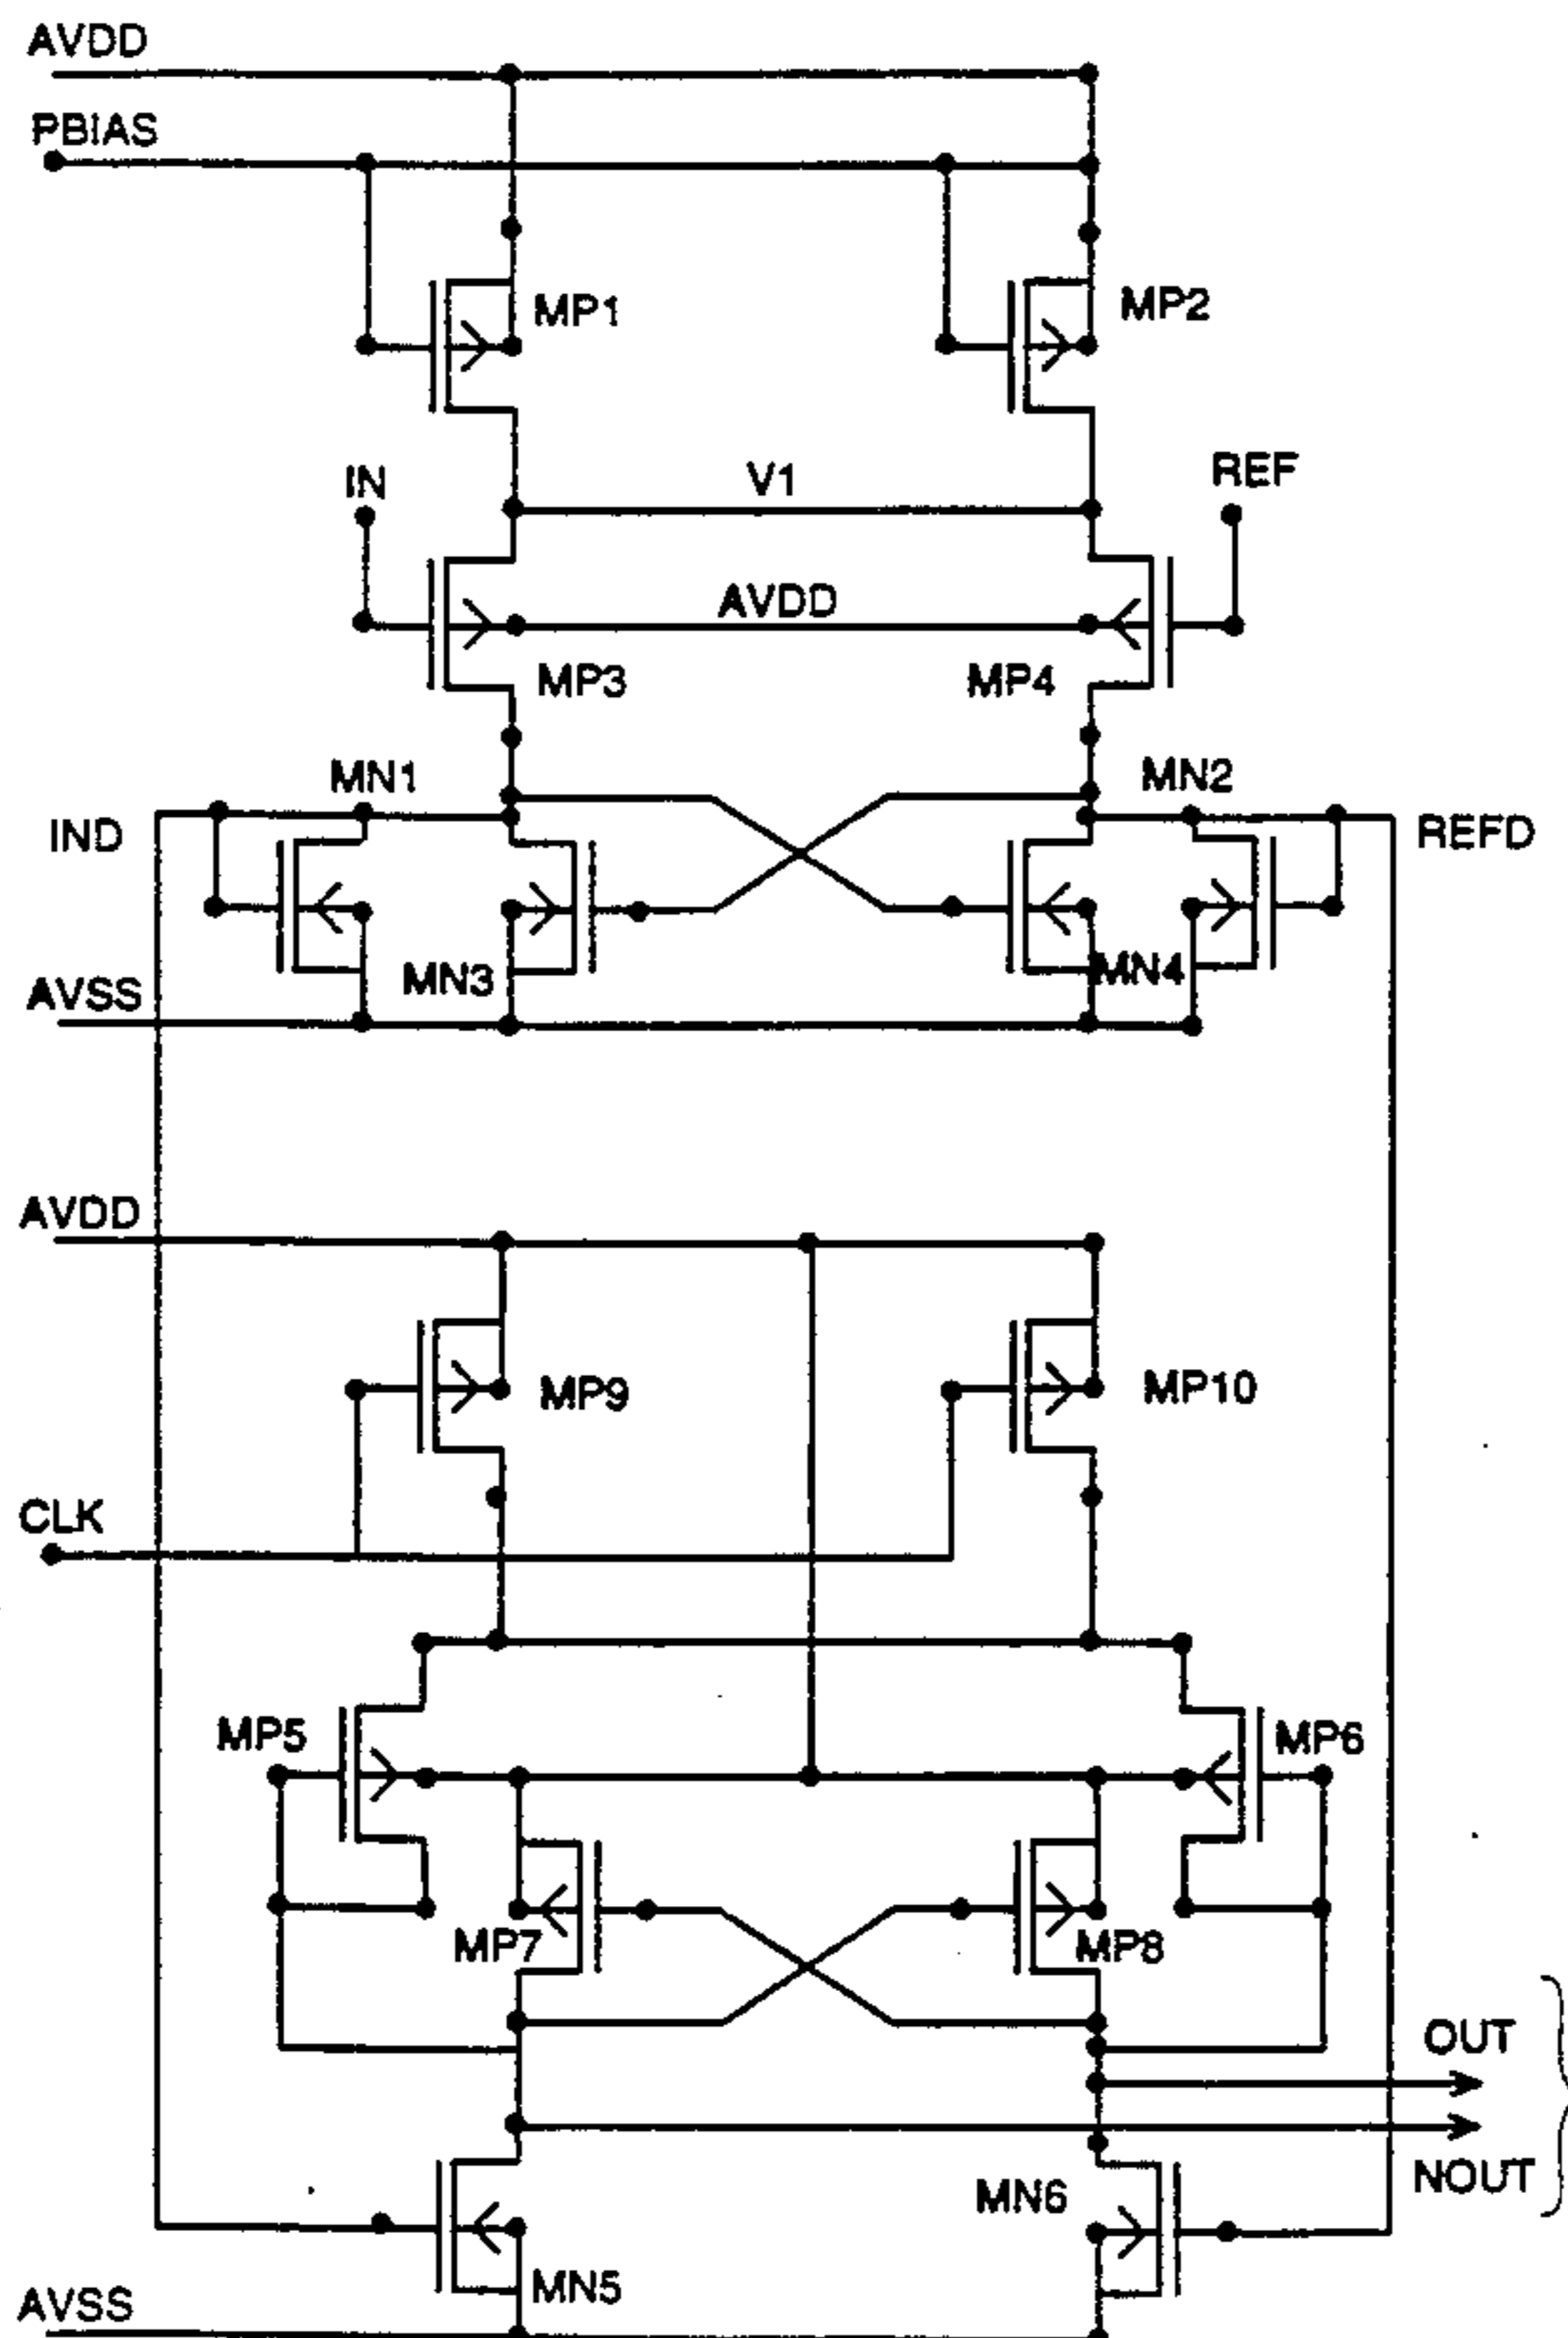 AVDD
PBIAS
MP1
MP2
IN
V1
REF
AVDD
MP3
MP4
MN1
MN2
IND
REFD
MN3
MN4
AVSS
AVDD
MP9
MP10
CLK
MP5
MP6
MP7
MP8
OUT
NOUT
MN6
MN5
AVSS